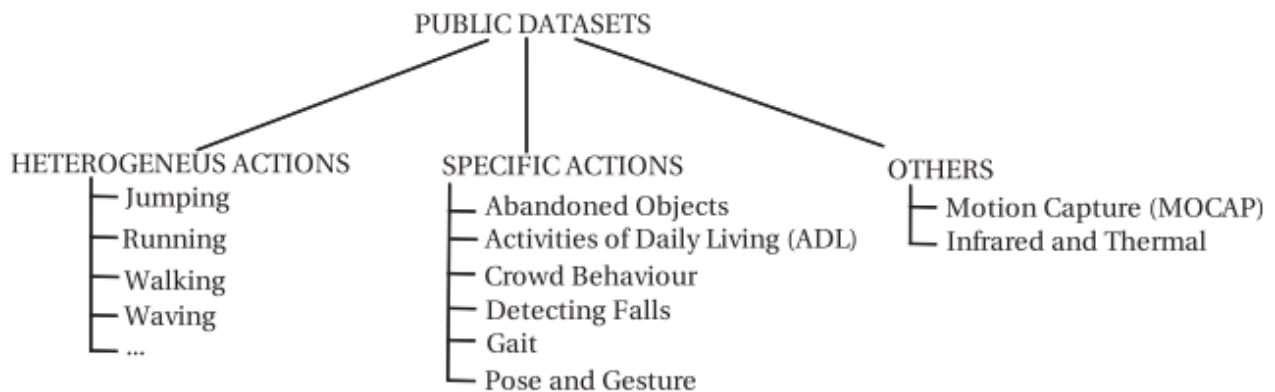 PUBLIC DATASETS
HETEROGENEUS ACTIONS
Jumping
Running
Walking
Waving
...
SPECIFIC ACTIONS
Abandoned Objects
Activities of Daily Living (ADL)
Crowd Behaviour
Detecting Falls
Gait
Pose and Gesture
OTHERS
Motion Capture (MOCAP)
Infrared and Thermal